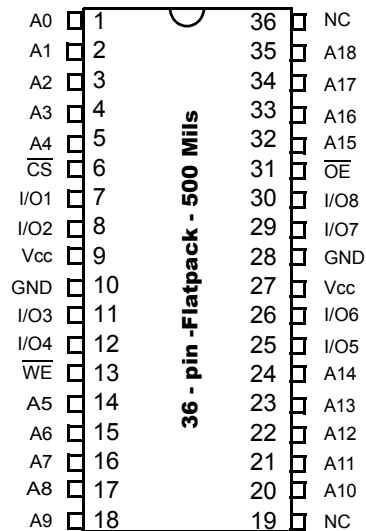 A0 1 36 NC
A1 2 35 A18
A2 3 34 A17
A3 4 33 A16
A4 5 32 A15
C̅S̅ 6 31 O̅E̅
I/O1 7 30 I/O8
I/O2 8 29 I/O7
Vcc 9 28 GND
GND 10 27 Vcc
I/O3 11 26 I/O6
I/O4 12 25 I/O5
W̅E̅ 13 24 A14
A5 14 23 A13
A6 15 22 A12
A7 16 21 A11
A8 17 20 A10
A9 18 19 NC
36 - pin -Flatpack - 500 Mils